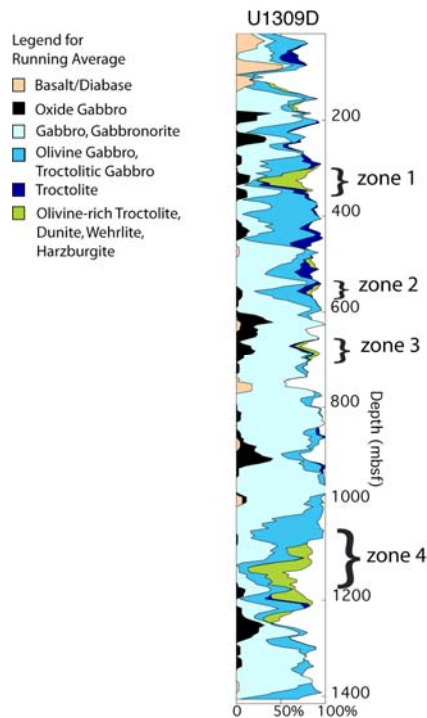 U1309D
Legend for
Running Average
Basalt/Diabase
Oxide Gabbro
Gabbro, Gabbronorite
Olivine Gabbro,
Troctolitic Gabbro
Troctolite
Olivine-rich Troctolite,
Dunite, Wehrlite,
Harzburgite
200
zone 1
400
zone 2
600
zone 3
800
Depth (mbsf)
1000
zone 4
1200
1400
0 50% 100%